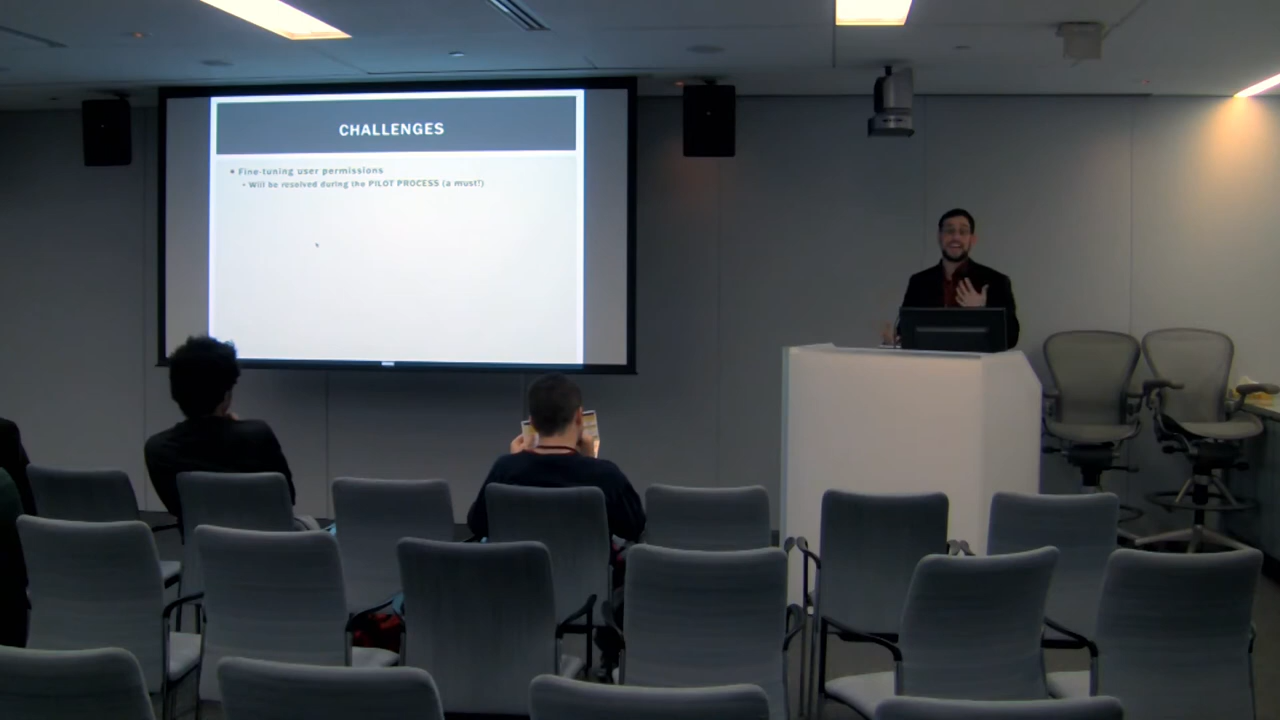 CHALLENGES
Fine-tuning user permissions
Will be resolved during the PILOT PROCESS (a must!)